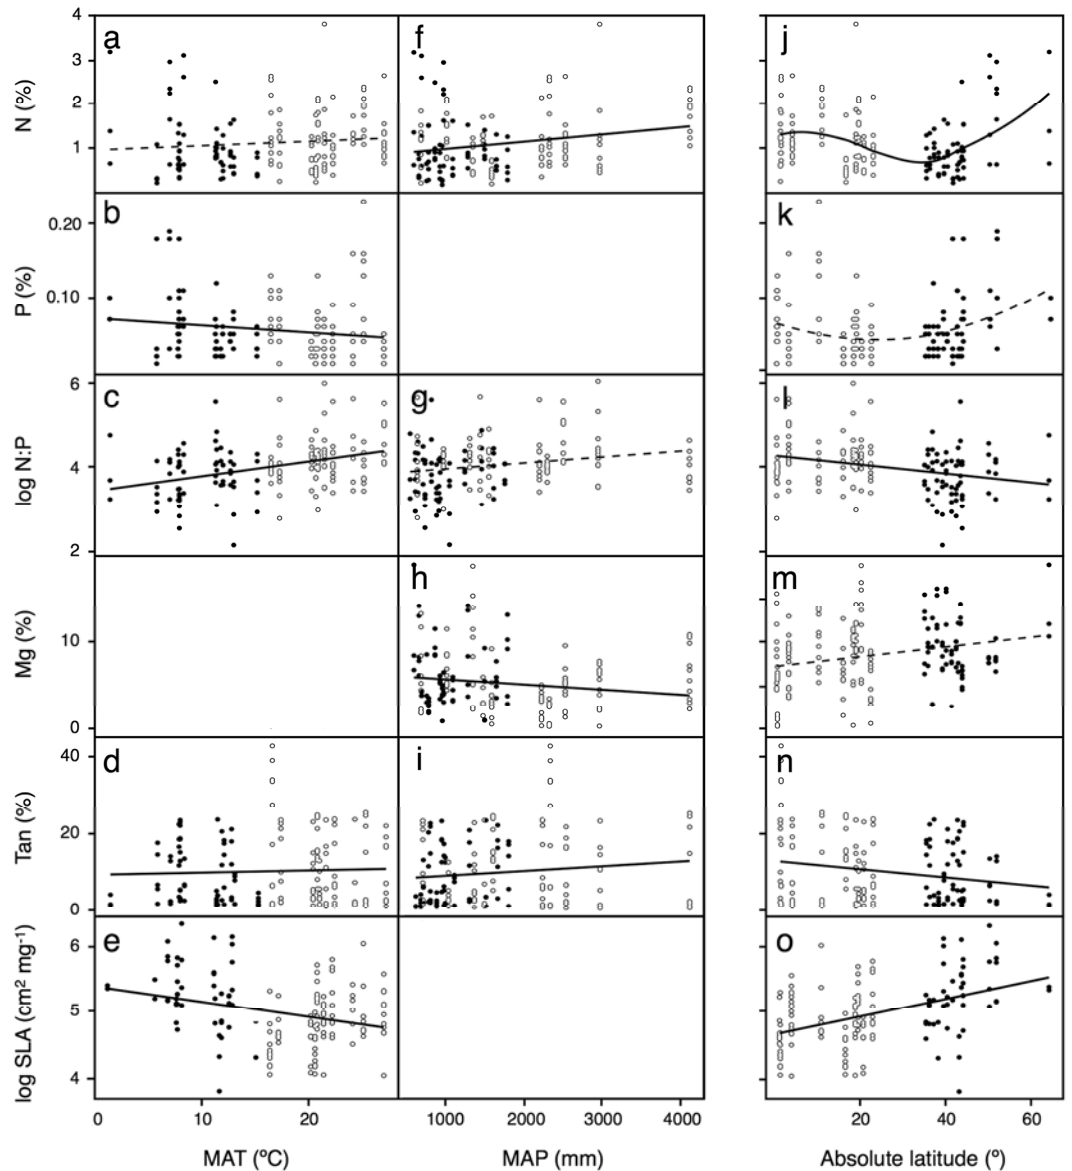 4
a
f
j
3
N (%)
2
1
b
k
0.20
P (%)
0.10
6
c
g
l
log N:P
4
2
h
m
Mg (%)
10
0
40
d
i
n
Tan (%)
20
0
e
o
6
log SLA (cm² mg⁻¹)
5
4
0 10 20 1000 2000 3000 4000 20 40 60
MAT (ºC) MAP (mm) Absolute latitude (º)